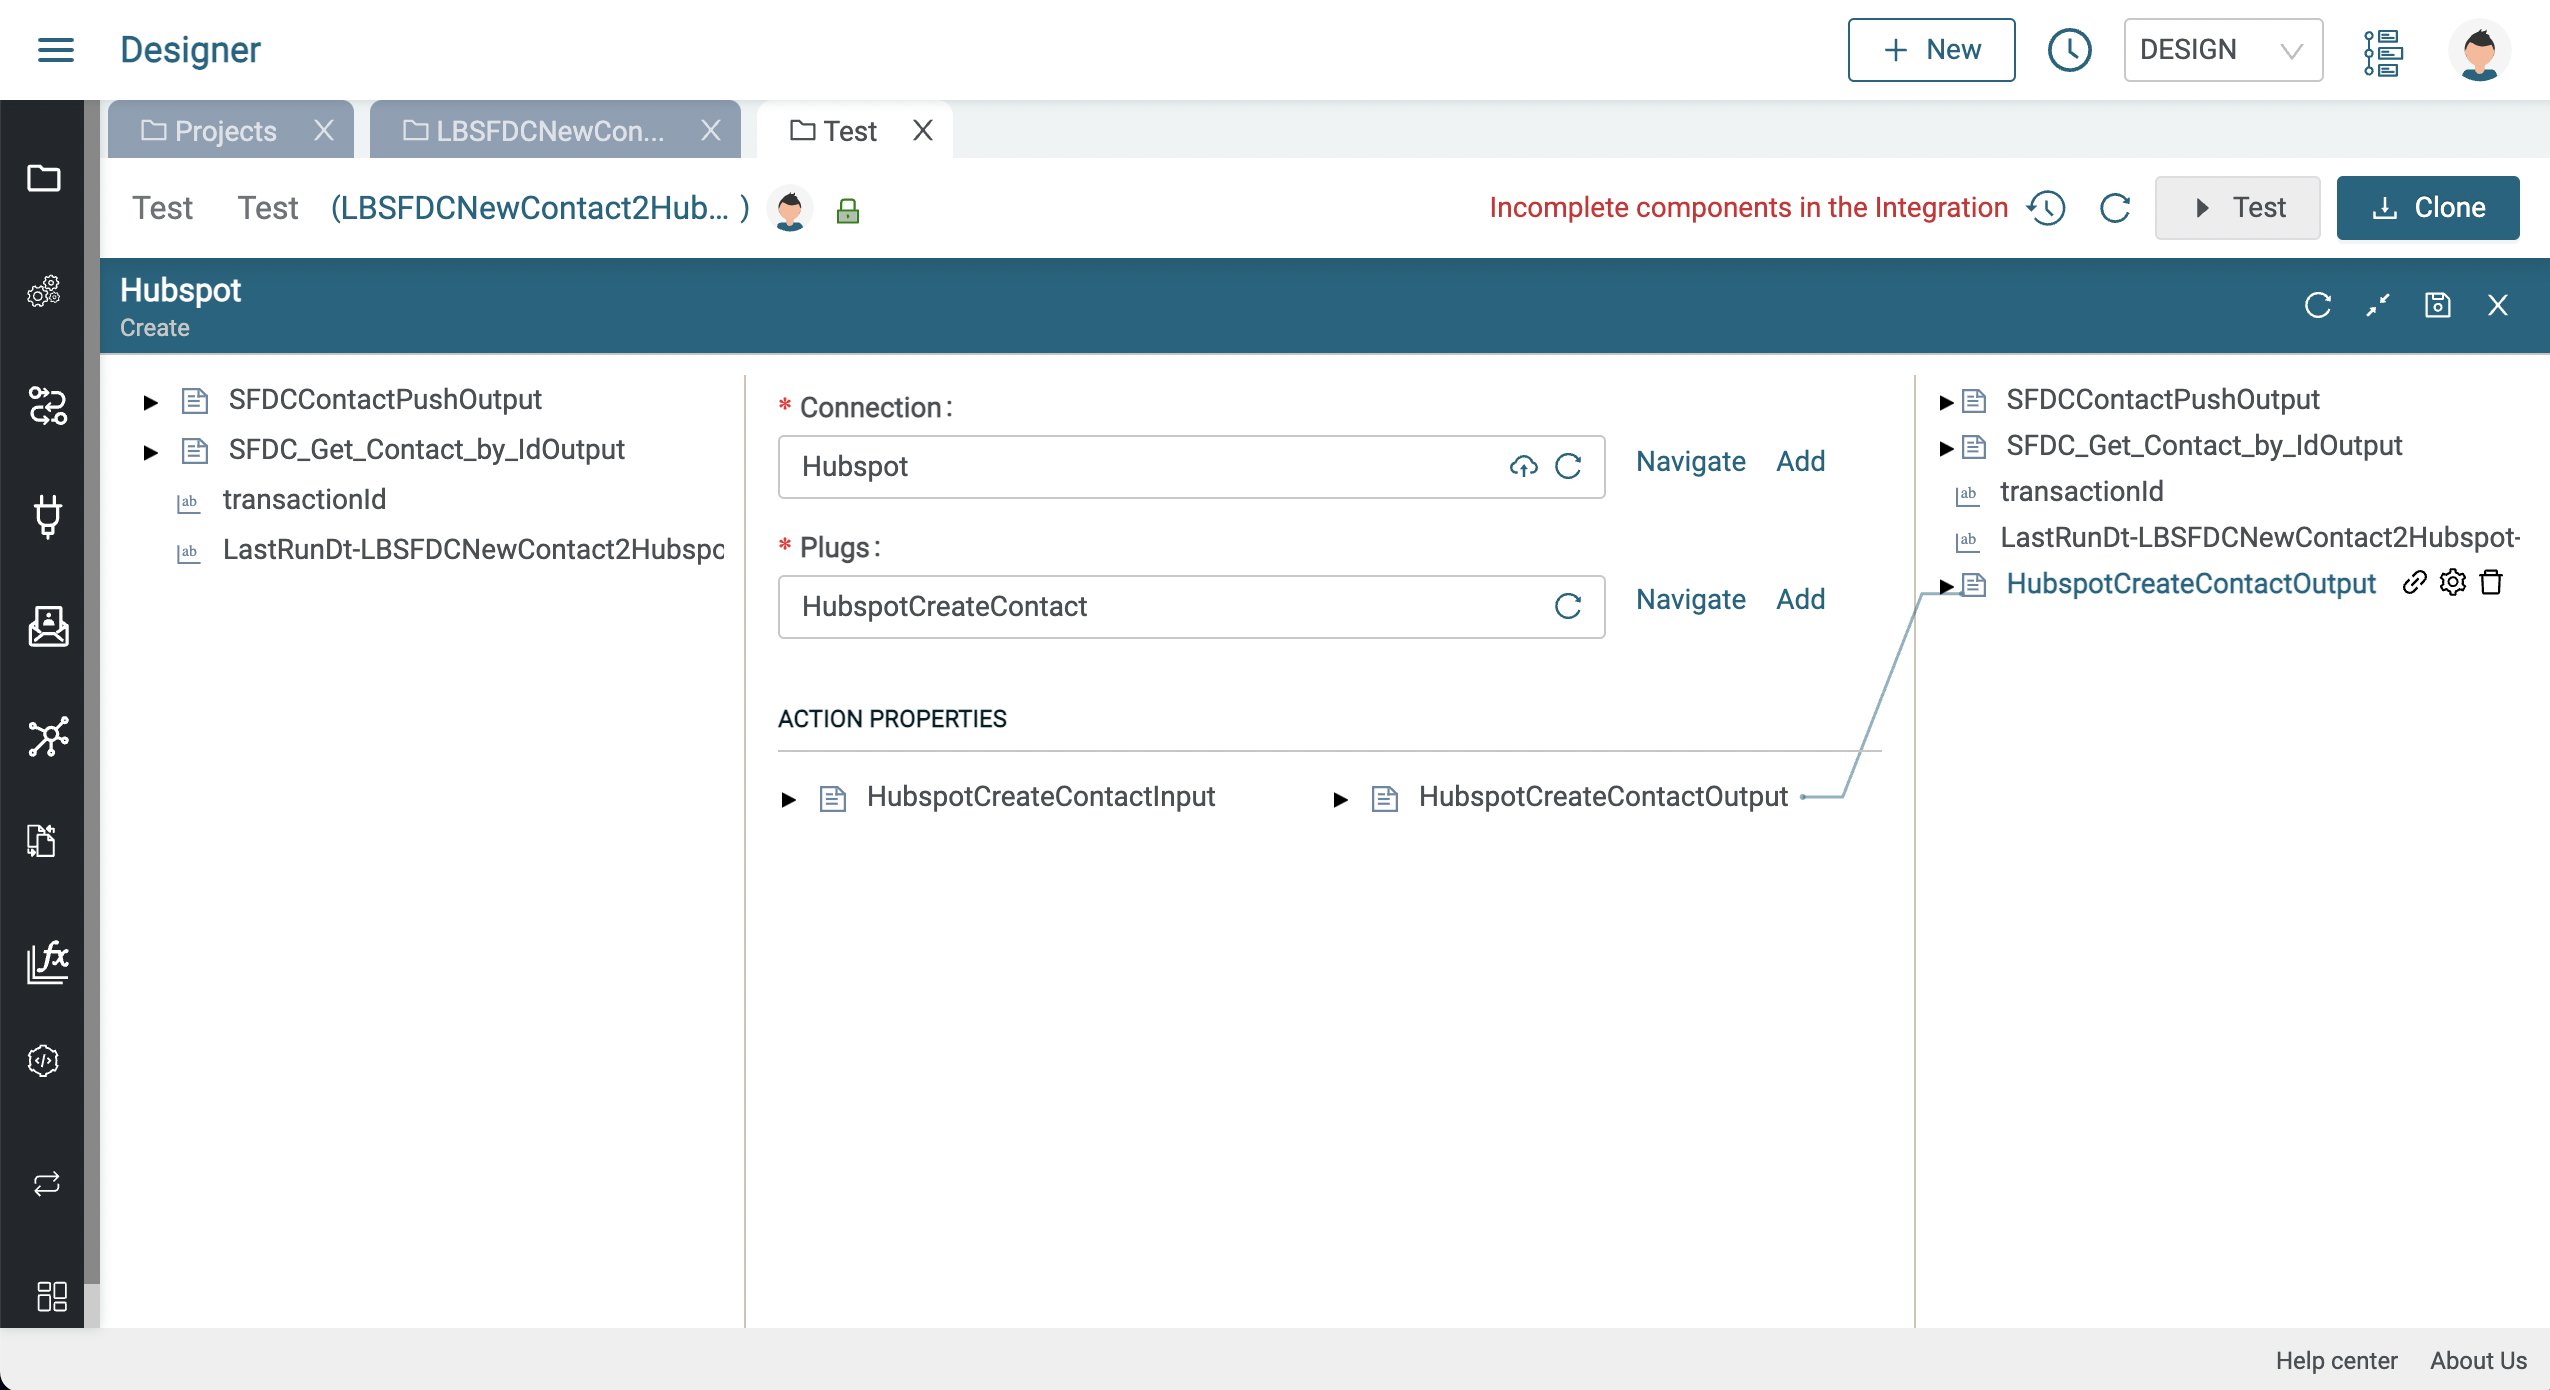 Designer
New
DESIGN
Projects
LBSFDCNewCon...
Test
Test
Test
(LBSFDCNewContact2Hub... )
Incomplete components in the Integration
Test
Clone
Hubspot
Create
SFDCContactPushOutput
SFDC_Get_Contact_by_IdOutput
ab transactionId
ab LastRunDt-LBSFDCNewContact2Hubspo
* Connection:
Hubspot
Navigate
Add
* Plugs:
HubspotCreateContact
Navigate
Add
ACTION PROPERTIES
HubspotCreateContactInput
HubspotCreateContactOutput
SFDCContactPushOutput
SFDC_Get_Contact_by_IdOutput
ab transactionId
ab LastRunDt-LBSFDCNewContact2Hubspot-
HubspotCreateContactOutput
fx
Help center
About Us